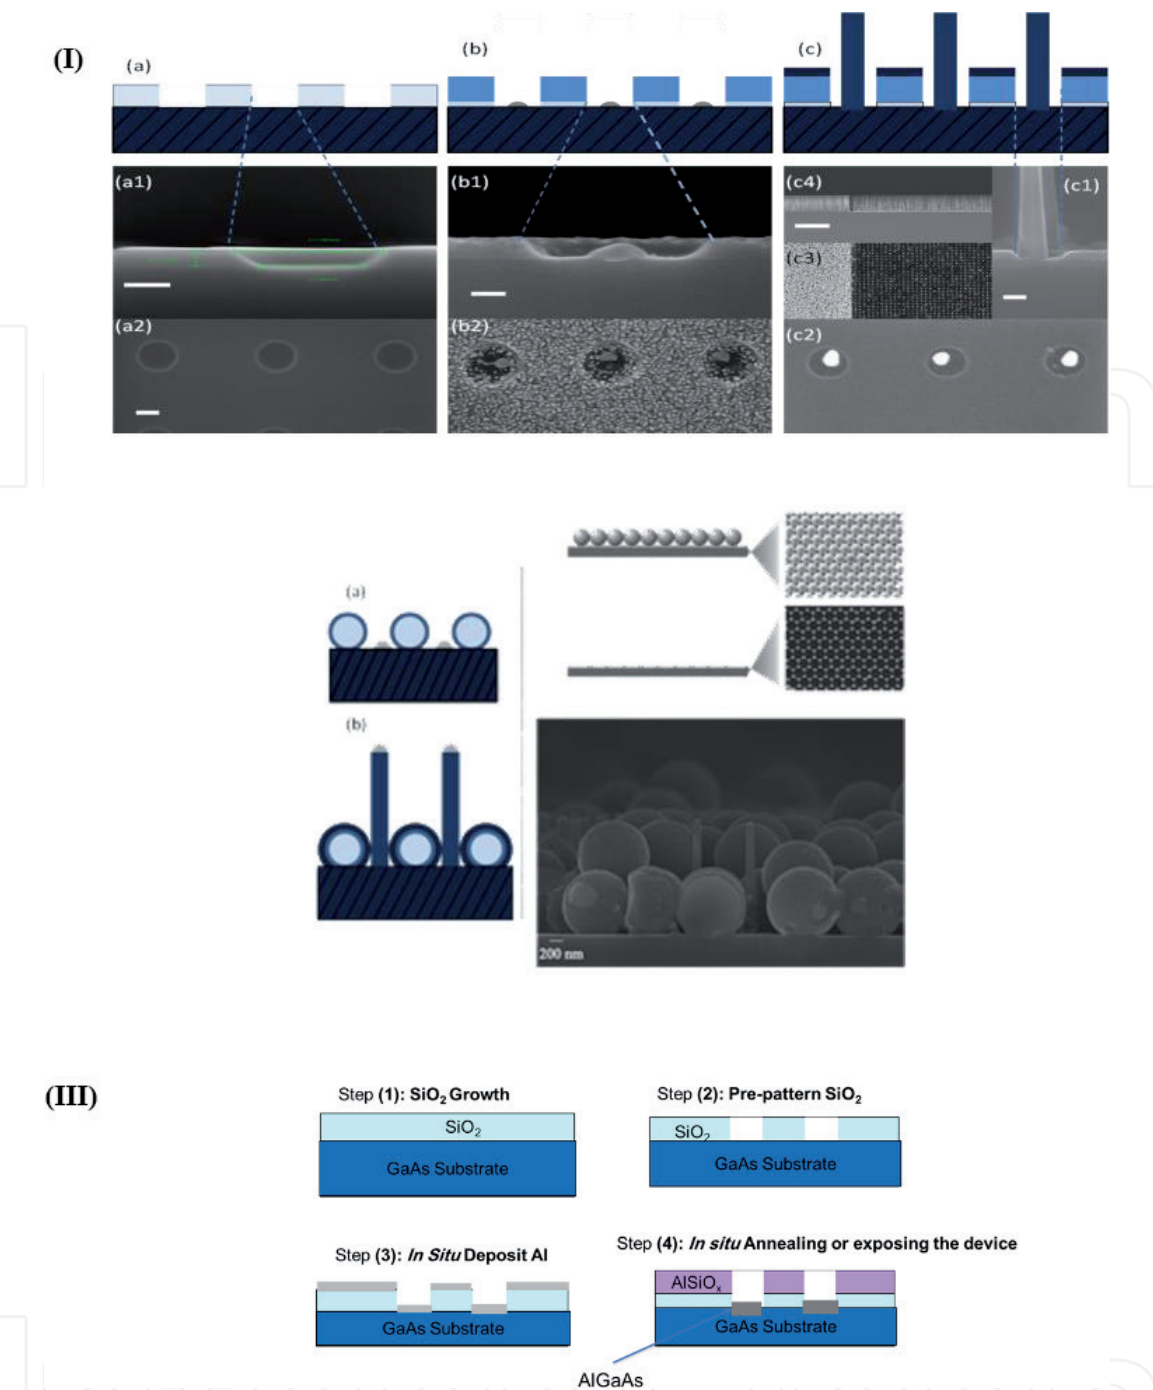 (I)
(a)
(b)
(c)
(a1)
(b1)
(c4)
(c1)
(c3)
(a2)
(b2)
(c2)
(a)
(b)
200 nm
(III)
Step (1): SiO₂ Growth
SiO₂
GaAs Substrate
Step (2): Pre-pattern SiO₂
SiO₂
GaAs Substrate
Step (3): In Situ Deposit Al
GaAs Substrate
Step (4): In situ Annealing or exposing the device
AlSiOₓ
GaAs Substrate
AlGaAs